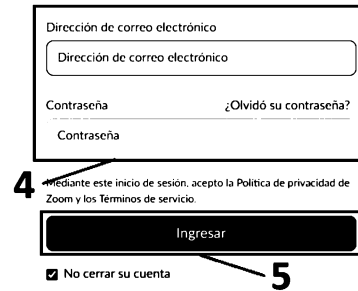 Dirección de correo electrónico
Dirección de correo electrónico
Contraseña ¿Olvidó su contraseña?
Contraseña
4
Mediante este inicio de sesión, acepto la Política de privacidad de
Zoom y los Términos de servicio.
Ingresar
No cerrar su cuenta
5